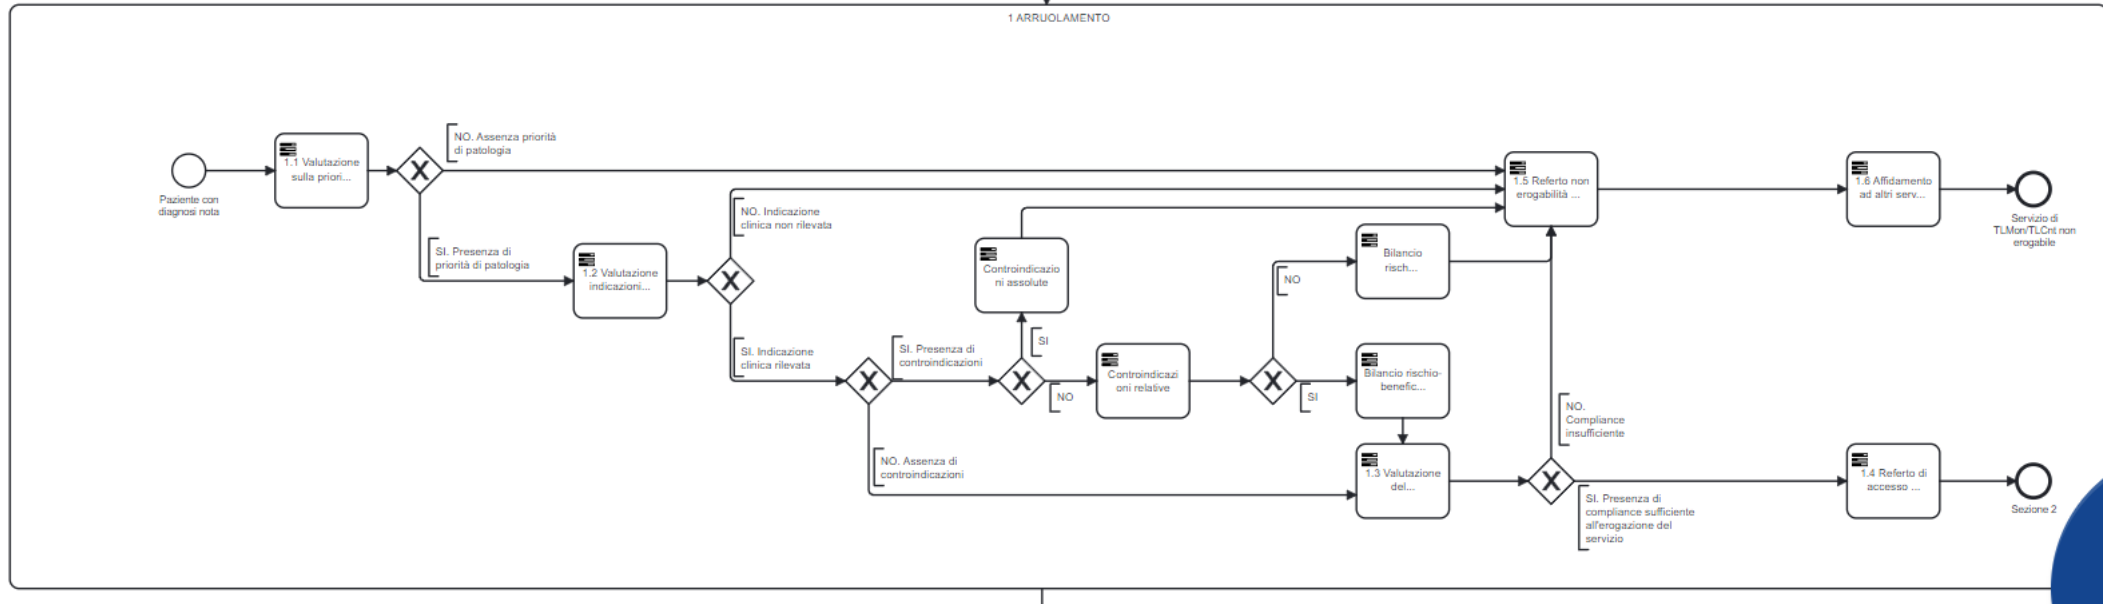 1 ARRUOLAMENTO
NO. Assenza priorità
di patologia
1.1 Valutazione
sulla priori...
Paziente con
diagnosi nota
SI. Presenza di
priorità di patologia
1.2 Valutazione
indicazioni...
NO. Indicazione
clinica non rilevata
SI. Indicazione
clinica rilevata
SI. Presenza di
controindicazioni
NO. Assenza di
controindicazioni
Controindicazio
ni assolute
SI
NO
Controindicazi
oni relative
NO
SI
Bilancio
risch...
Bilancio rischio-
benefic...
1.3 Valutazione
del...
NO.
Compliance
insufficiente
SI. Presenza di
compliance sufficiente
all'erogazione del
servizio
1.5 Referto non
erogabilità ...
1.6 Affidamento
ad altri serv...
Servizio di
TLMon/TLCnt non
erogabile
1.4 Referto di
accesso ...
Sezione 2